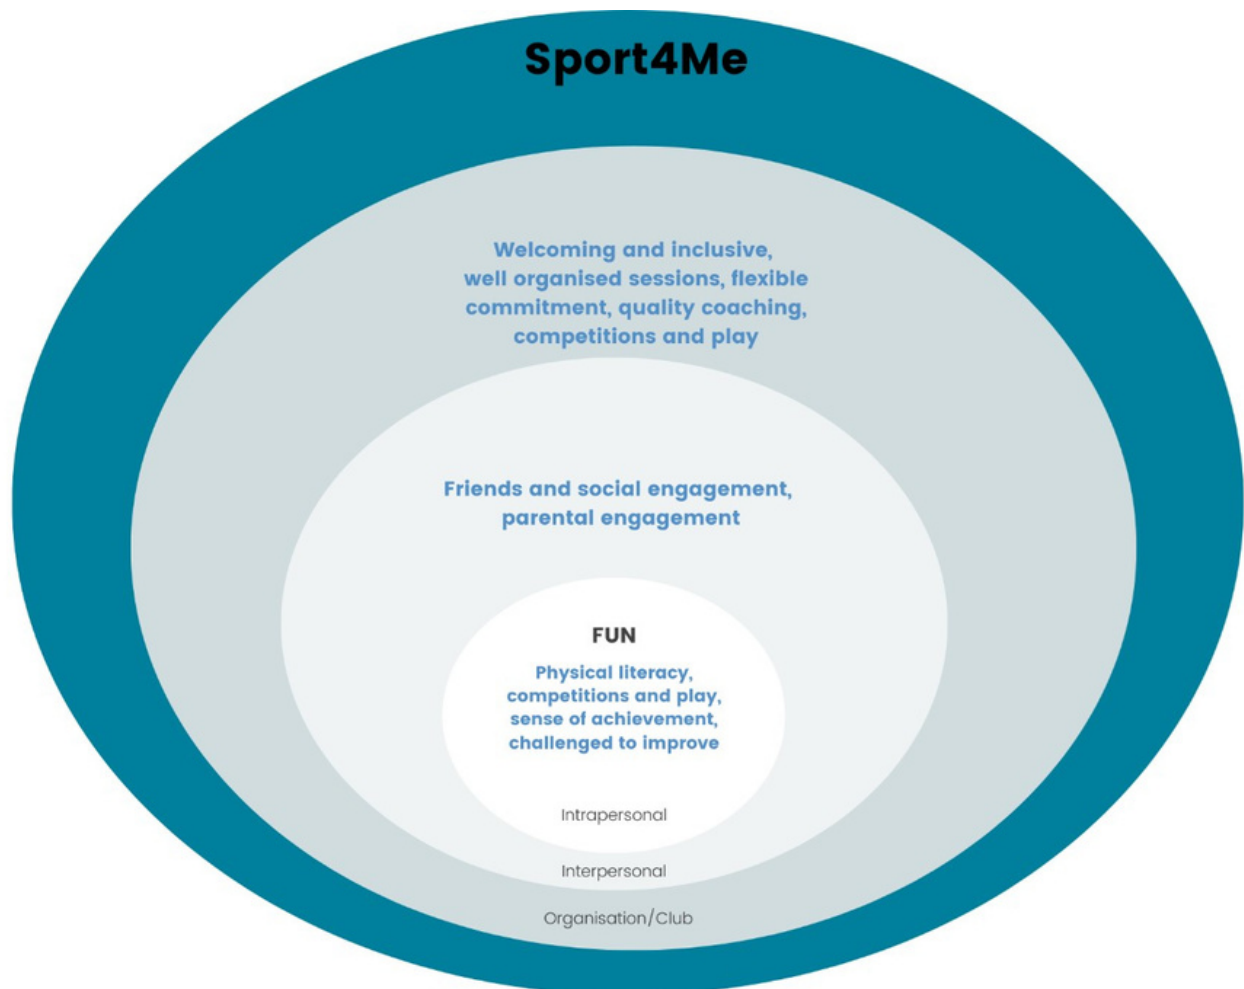 Sport4Me
Welcoming and inclusive,
well organised sessions, flexible
commitment, quality coaching,
competitions and play
Friends and social engagement,
parental engagement
FUN
Physical literacy,
competitions and play,
sense of achievement,
challenged to improve
Intrapersonal
Interpersonal
Organisation/Club